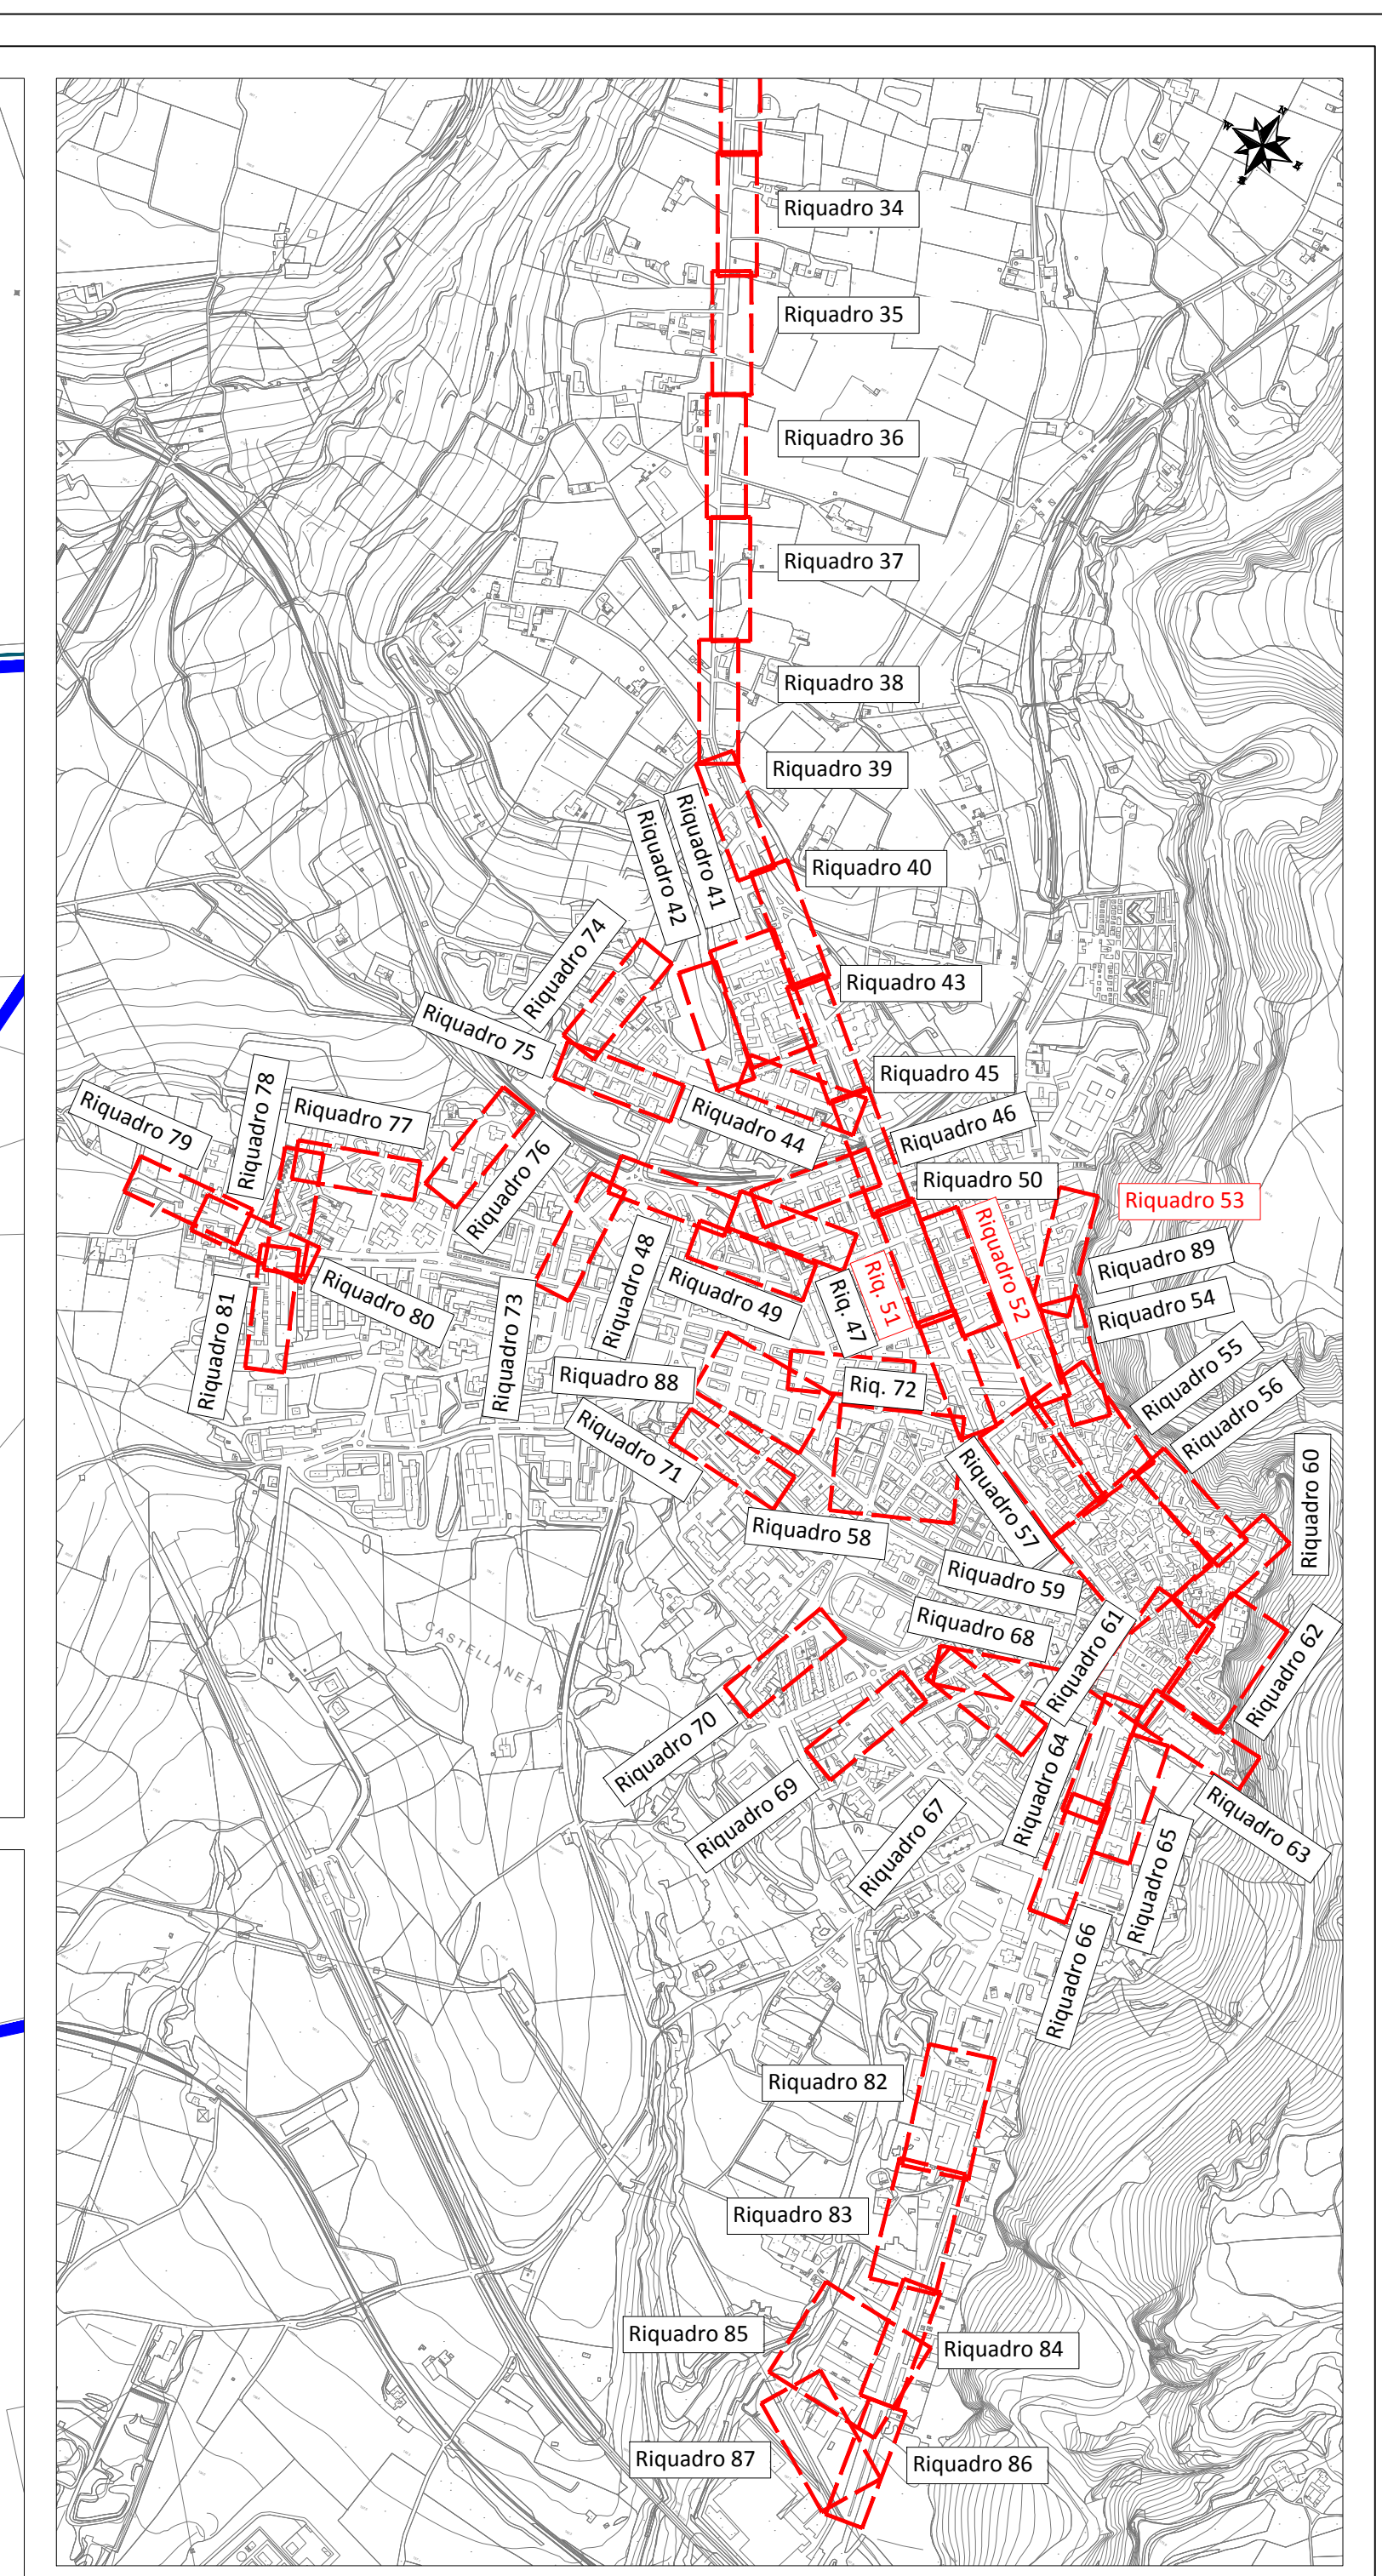 N
W
Riquadro 34
Riquadro 35
Riquadro 36
Riquadro 37
Riquadro 38
Riquadro 39
Riquadro 40
Riquadro 41
Riquadro 42
Riquadro 43
Riquadro 74
Riquadro 75
Riquadro 45
Riquadro 44
Riquadro 46
Riquadro 78
Riquadro 77
Riquadro 79
Riquadro 76
Riquadro 50
Riquadro 53
Riquadro 52
Riquadro 89
Riquadro 48
Riquadro 49
Riq. 47
Riq. 51
Riquadro 54
Riquadro 81
Riquadro 80
Riquadro 73
Riquadro 88
Riq. 72
Riquadro 55
Riquadro 56
Riquadro 71
Riquadro 57
Riquadro 60
Riquadro 58
Riquadro 59
Riquadro 68
Riquadro 61
Riquadro 62
CASTELLANETA
Riquadro 70
Riquadro 69
Riquadro 67
Riquadro 64
Riquadro 63
Riquadro 65
Riquadro 66
Riquadro 82
Riquadro 83
Riquadro 85
Riquadro 84
Riquadro 87
Riquadro 86